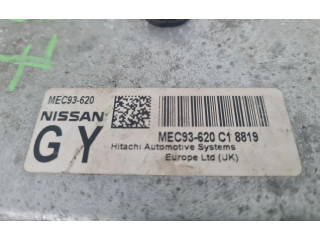 MEC93-620
NISSAN
G Y
MEC93-620 C1 8819
Hitachi Automotive Systems
Europe Ltd (UK)